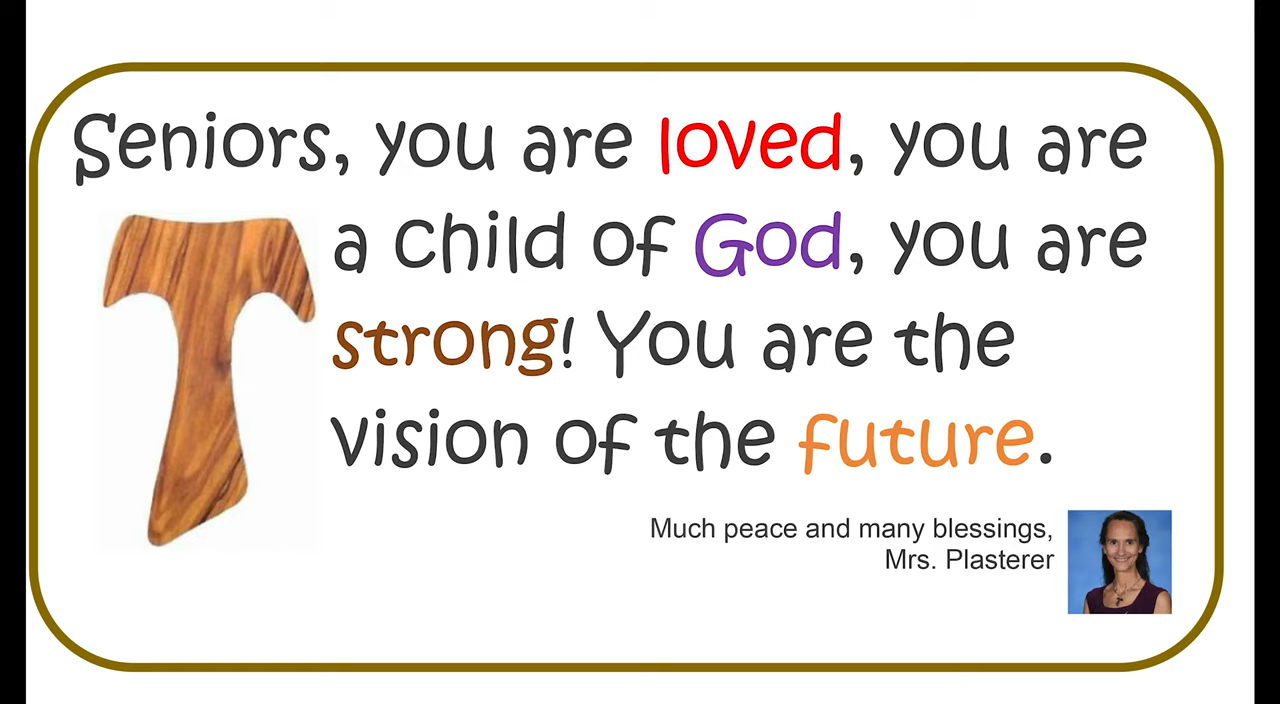 Seniors, you are loved, you are
a child of God, you are
strong! You are the
vision of the future.
Much peace and many blessings,
Mrs. Plasterer